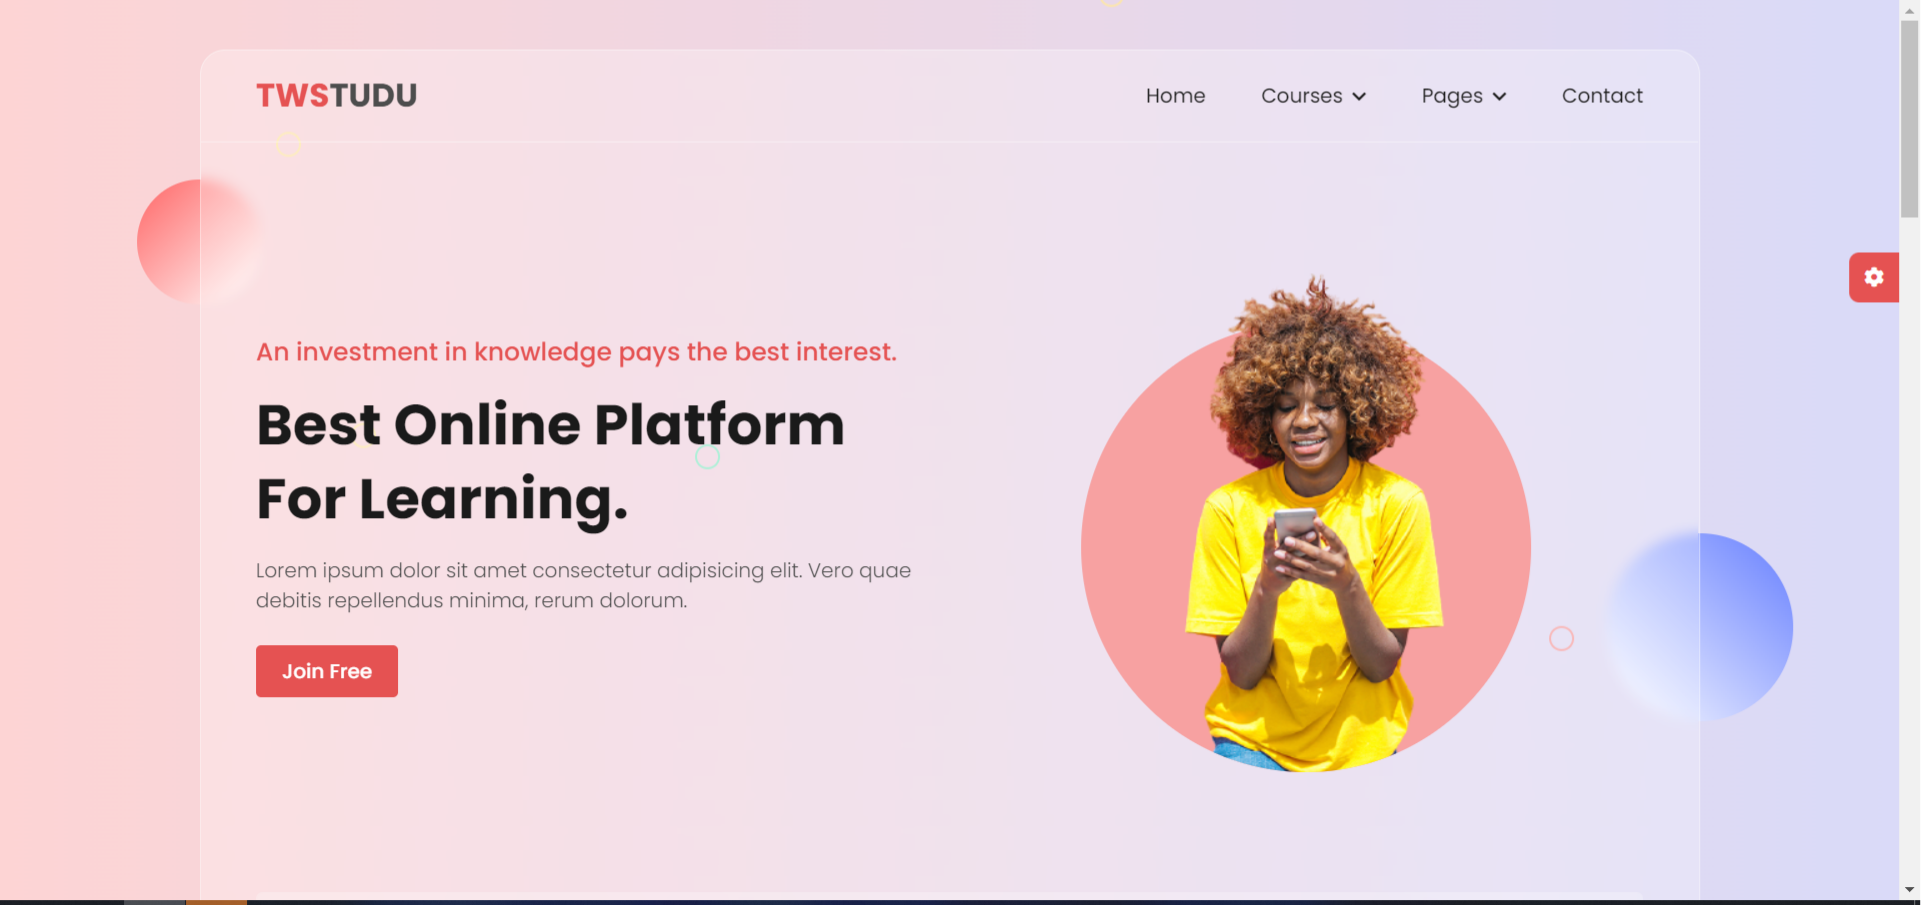 TWSTUDU
Home Courses Pages Contact
An investment in knowledge pays the best interest.
Best Online Platform
For Learning.
Lorem ipsum dolor sit amet consectetur adipisicing elit. Vero quae
debitis repellendus minima, rerum dolorum.
Join Free